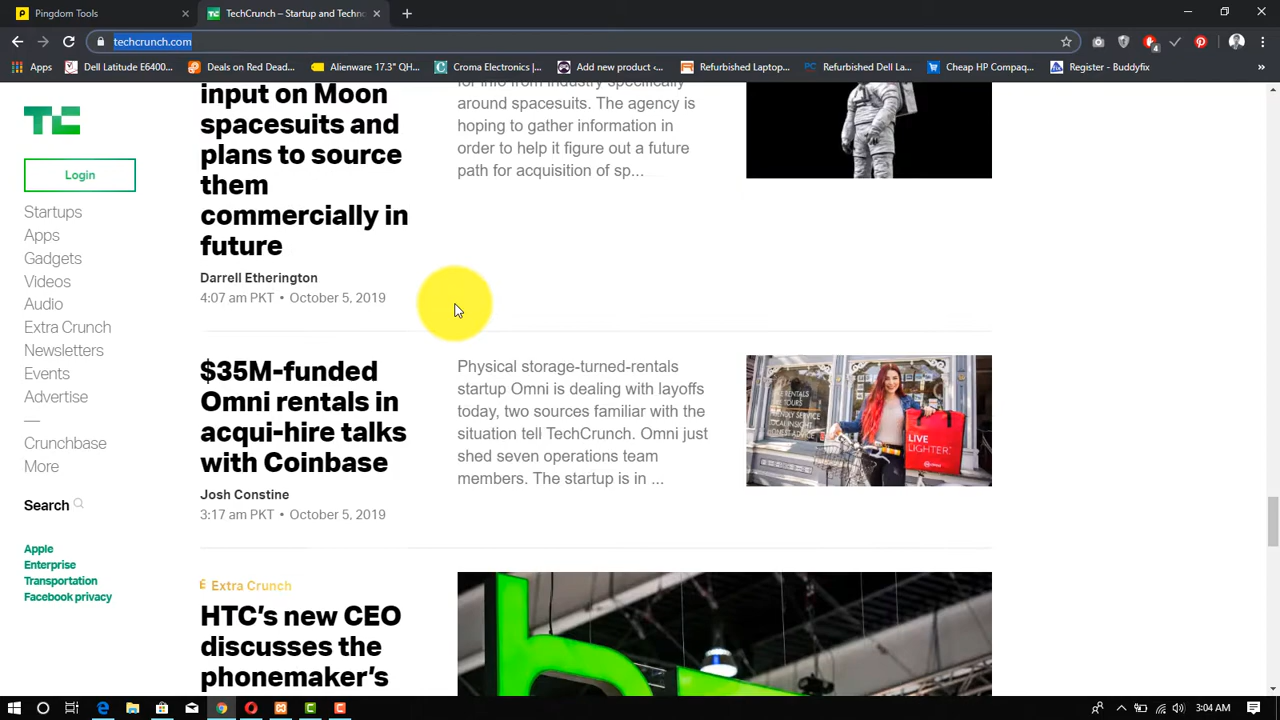 Pingdom Tools
TC
Startup and Technol
techcrunch.com
4
Apps
Dell Latitude E6400...
Deals on Red Dead...
Alienware 17.3" QH...
Croma Electronics |...
Add new product ‹...
Refurbished Laptop...
Refurbished Dell La...
Cheap HP Compaq...
Register - Buddyfix
TC
Login
Startups
Apps
Gadgets
Videos
Audio
Extra Crunch
Newsletters
Events
Advertise
—
Crunchbase
More
Search
Apple
Enterprise
Transportation
Facebook privacy
input on Moon
spacesuits and
plans to source
them
commercially in
future
Darrell Etherington
4:07 am PKT • October 5, 2019
for info from industry specifically
around spacesuits. The agency is
hoping to gather information in
order to help it figure out a future
path for acquisition of sp...
$35M-funded
Omni rentals in
acqui-hire talks
with Coinbase
Josh Constine
3:17 am PKT • October 5, 2019
Physical storage-turned-rentals
startup Omni is dealing with layoffs
today, two sources familiar with the
situation tell TechCrunch. Omni just
shed seven operations team
members. The startup is in ...
LIVE
LIGHTER.
Extra Crunch
HTC's new CEO
discusses the
phonemaker's
3:04 AM